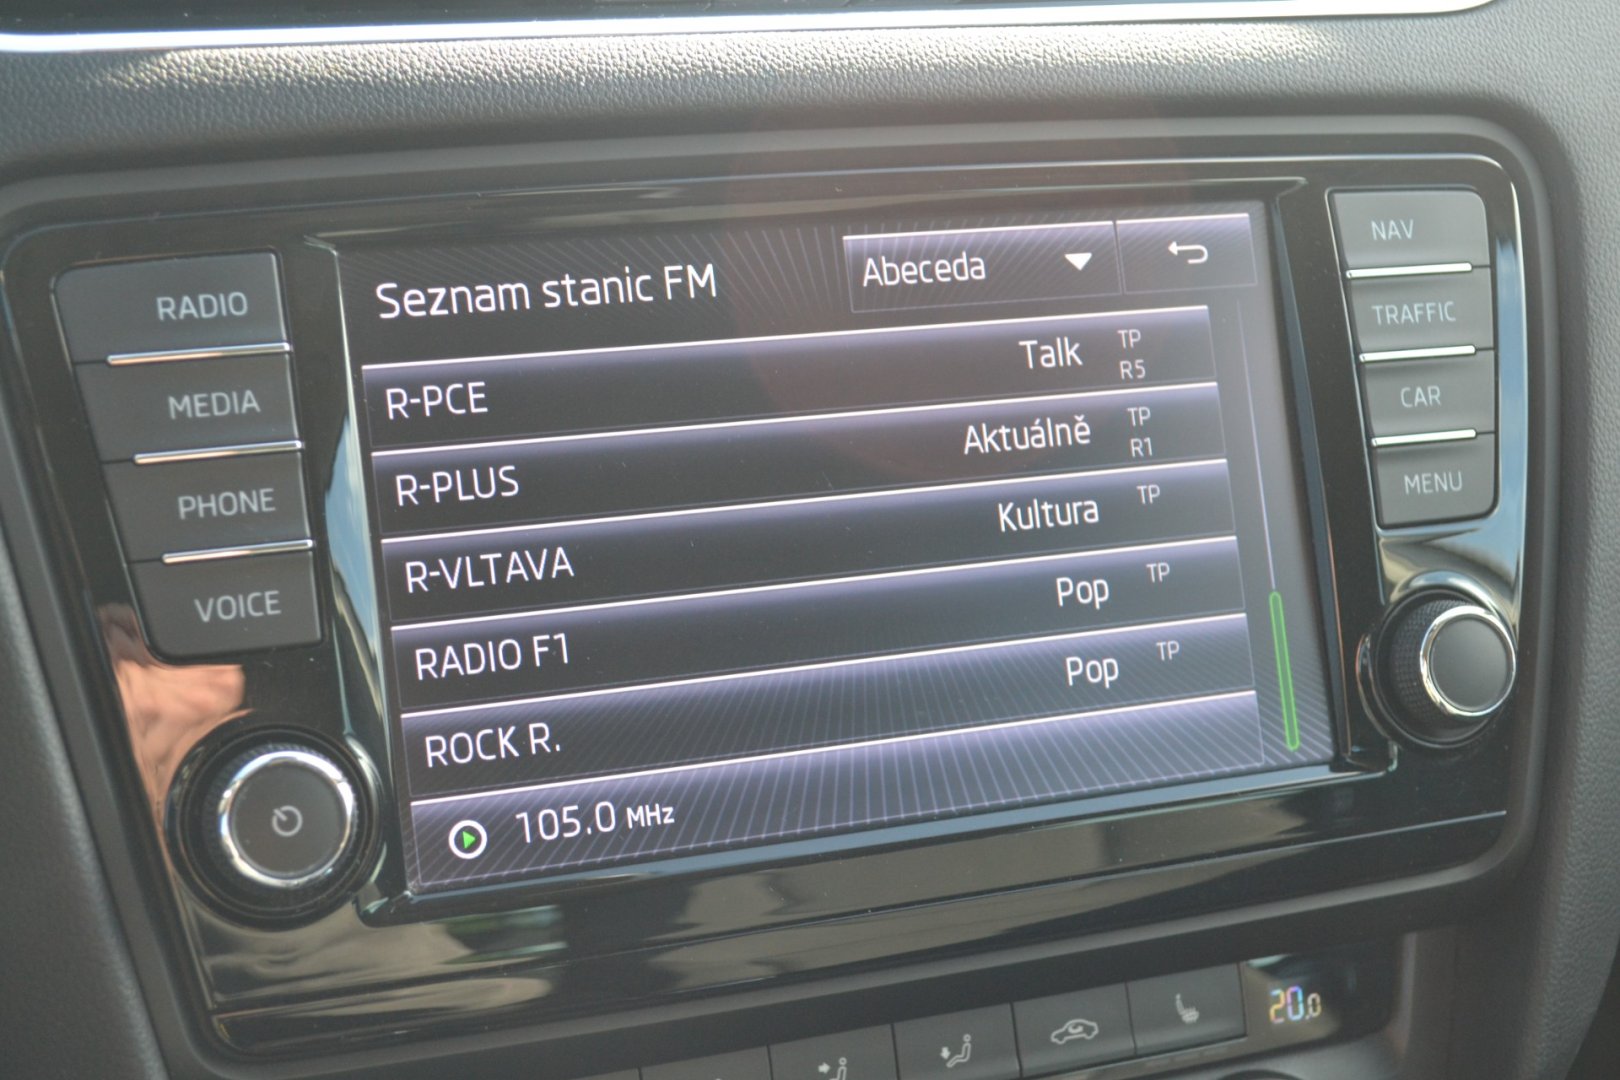 RADIO
MEDIA
PHONE
VOICE
Seznam stanic FM
Abeceda
R-PCE Talk TP R5
R-PLUS Aktuálně TP R1
R-VLTAVA Kultura TP
RADIO F1 Pop TP
ROCK R. Pop TP
105.0 MHz
NAV
TRAFFIC
CAR
MENU
20.0